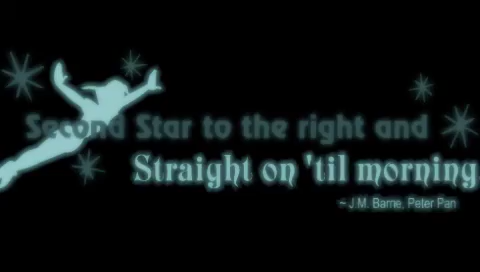 Second Star to the right and
Straight on 'til morning.
~ J.M. Barrie, Peter Pan